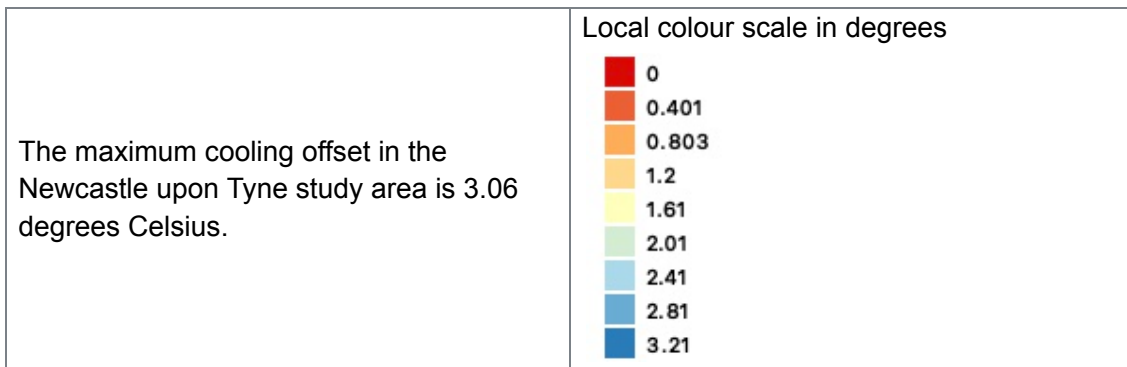 The maximum cooling offset in the
Newcastle upon Tyne study area is 3.06
degrees Celsius.
Local colour scale in degrees
0
0.401
0.803
1.2
1.61
2.01
2.41
2.81
3.21